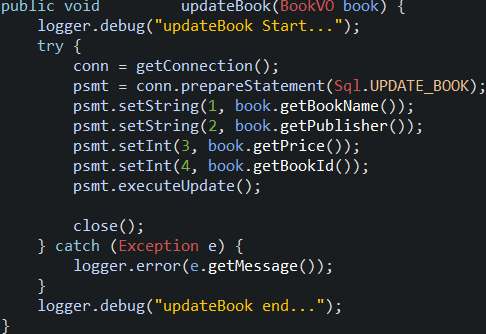 public void        updateBook(BookVO book) {
    logger.debug("updateBook Start...");
    try {
        conn = getConnection();
        psmt = conn.prepareStatement(Sql.UPDATE_BOOK);
        psmt.setString(1, book.getBookName());
        psmt.setString(2, book.getPublisher());
        psmt.setInt(3, book.getPrice());
        psmt.setInt(4, book.getBookId());
        psmt.executeUpdate();

        close();
    } catch (Exception e) {
        logger.error(e.getMessage());
    }
    logger.debug("updateBook end...");
}